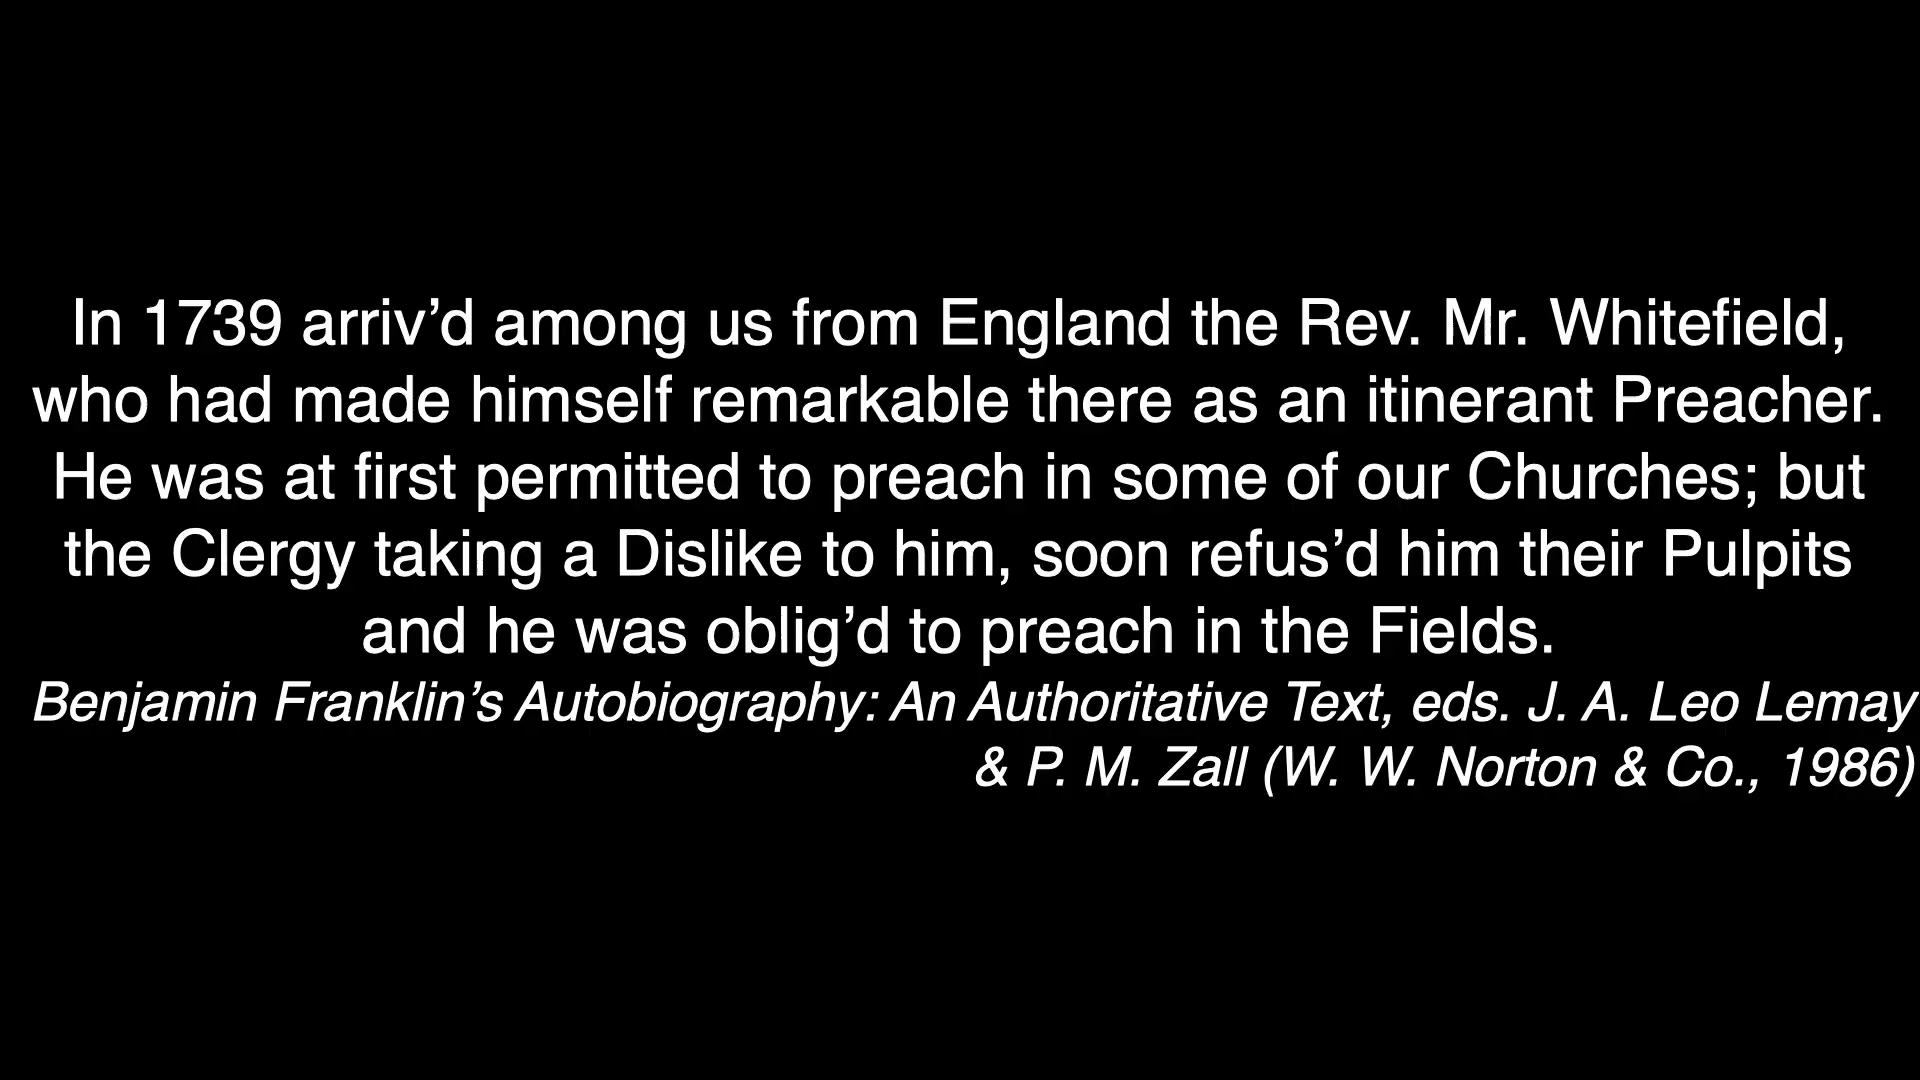 In 1739 arriv’d among us from England the Rev. Mr. Whitefield,
who had made himself remarkable there as an itinerant Preacher.
He was at first permitted to preach in some of our Churches; but
the Clergy taking a Dislike to him, soon refus’d him their Pulpits
and he was oblig’d to preach in the Fields.
Benjamin Franklin’s Autobiography: An Authoritative Text, eds. J. A. Leo Lemay
& P. M. Zall (W. W. Norton & Co., 1986)